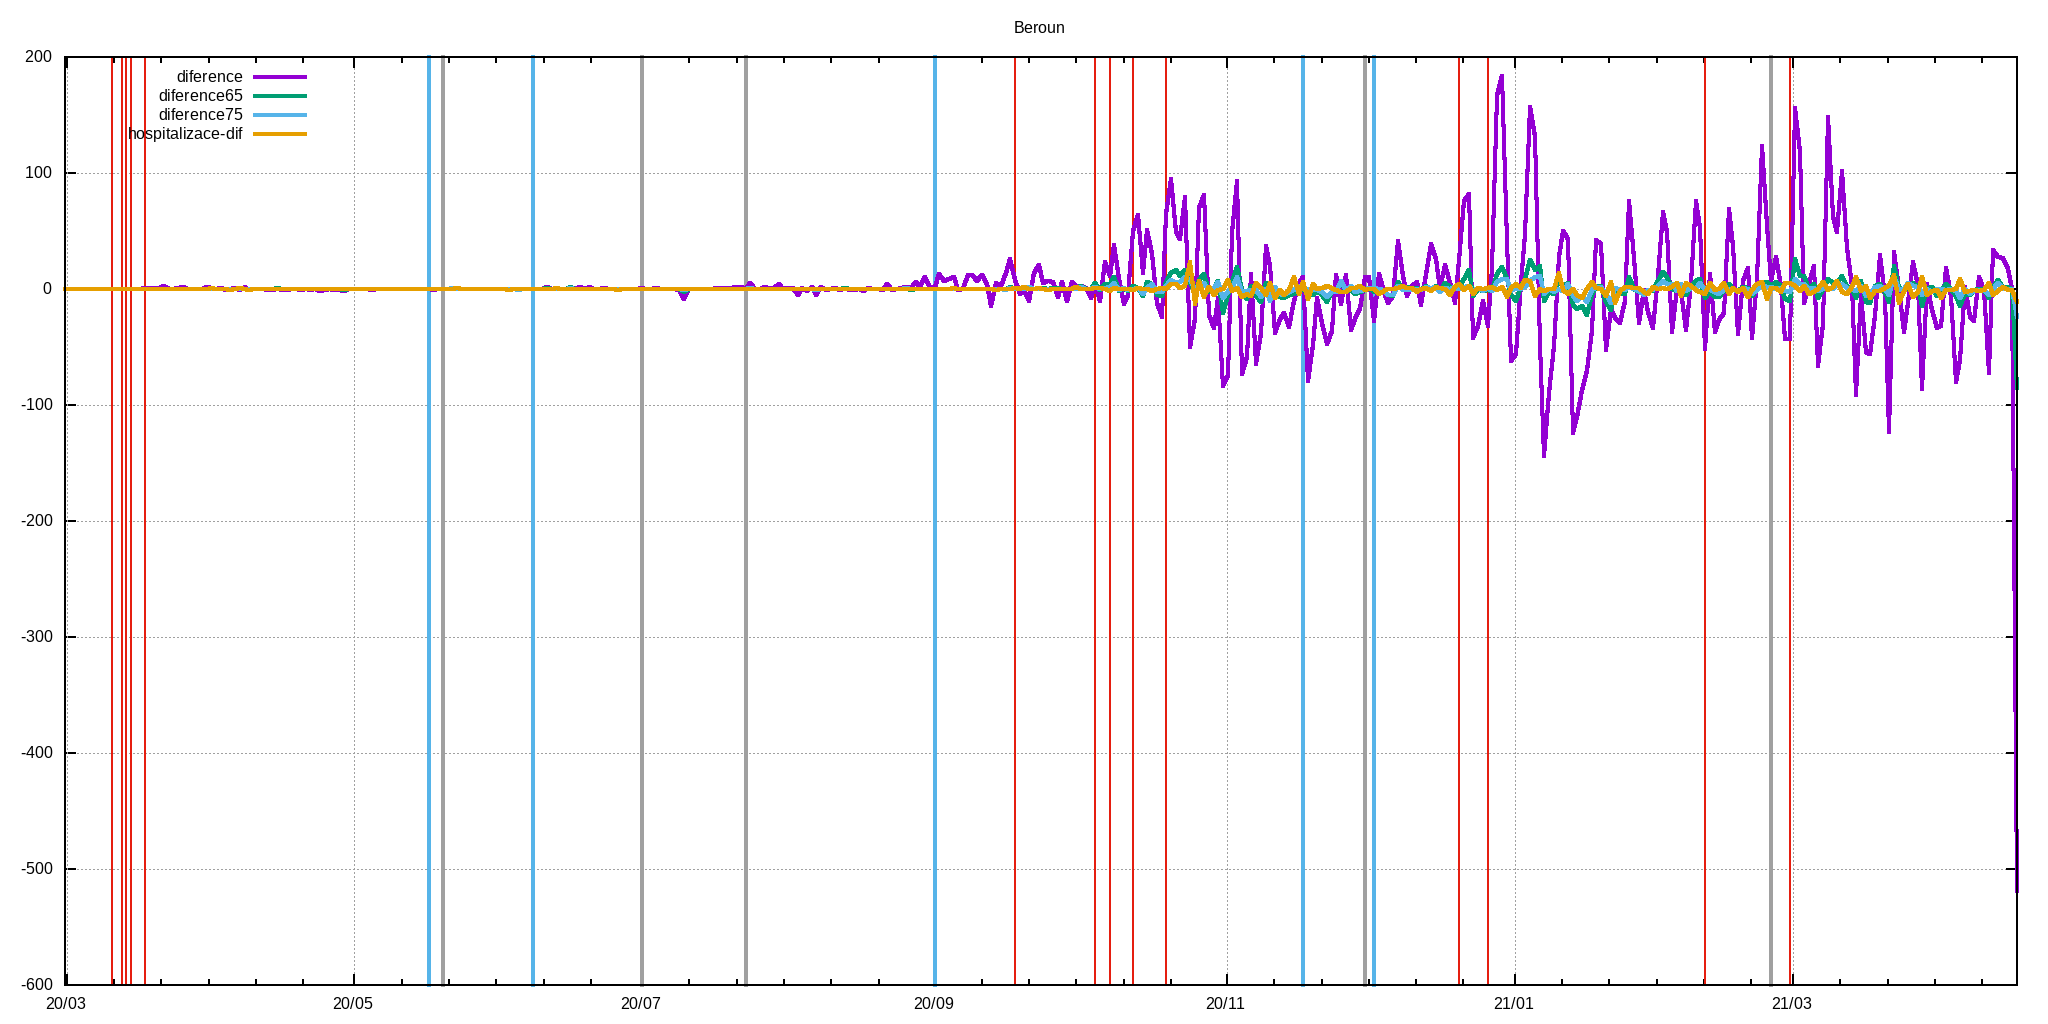 Beroun
200
diference
diference65
diference75
hospitalizace-dif
100
0
-100
-200
-300
-400
-500
-600
20/03 20/05 20/07 20/09 20/11 21/01 21/03